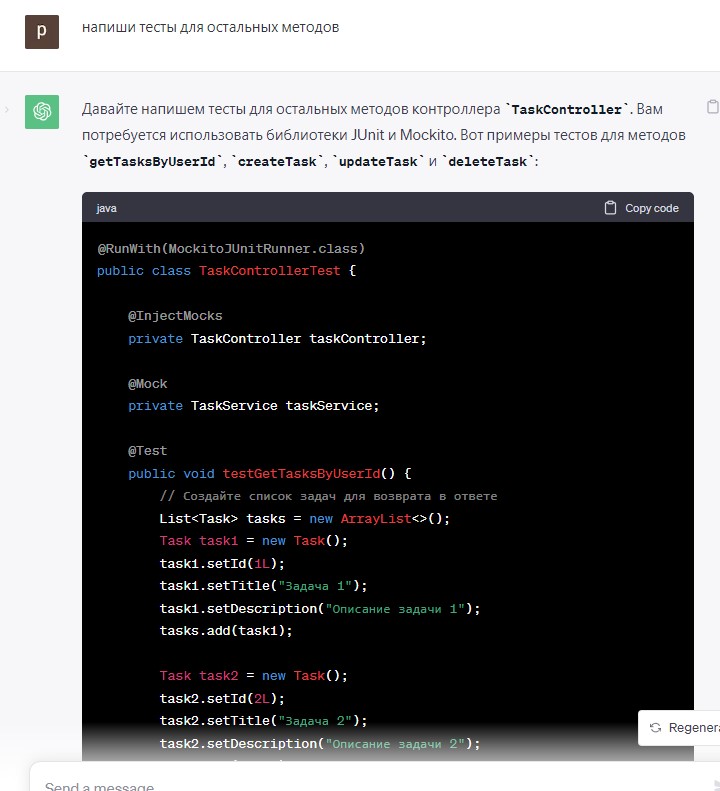 p
напиши тесты для остальных методов
Давайте напишем тесты для остальных методов контроллера `TaskController`. Вам
потребуется использовать библиотеки JUnit и Mockito. Вот примеры тестов для методов
`getTasksByUserId`, `createTask`, `updateTask` и `deleteTask`:
java
Copy code
@RunWith(MockitoJUnitRunner.class)
public class TaskControllerTest {
@InjectMocks
private TaskController taskController;
@Mock
private TaskService taskService;
@Test
public void testGetTasksByUserId() {
// Создайте список задач для возврата в ответе
List<Task> tasks = new ArrayList<>();
Task task1 = new Task();
task1.setId(1L);
task1.setTitle("Задача 1");
task1.setDescription("Описание задачи 1");
tasks.add(task1);
Task task2 = new Task();
task2.setId(2L);
task2.setTitle("Задача 2");
task2.setDescription("Описание задачи 2");
Regenera
Send a message